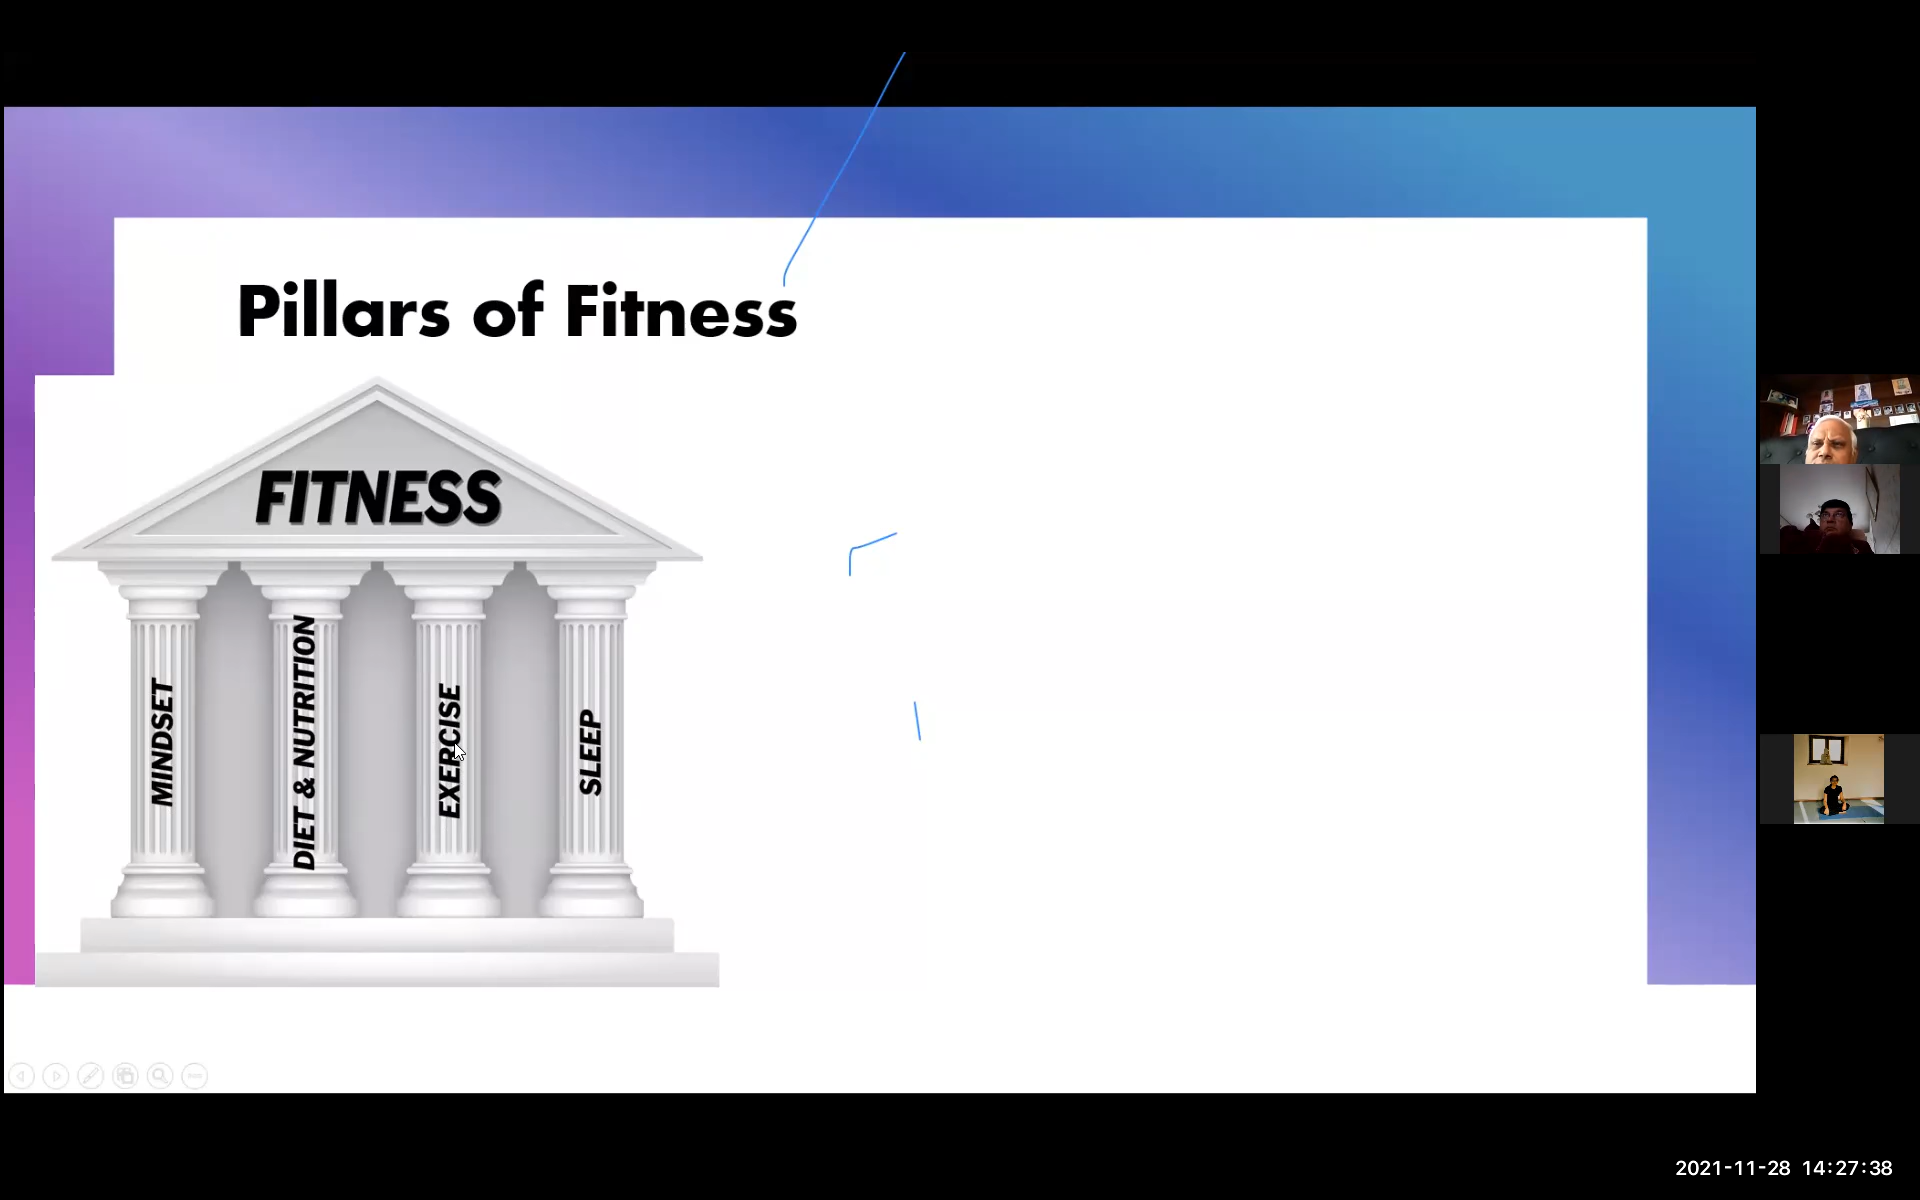 Pillars of Fitness
FITNESS
MINDSET
DIET & NUTRITION
EXERCISE
SLEEP
2021-11-28 14:27:38